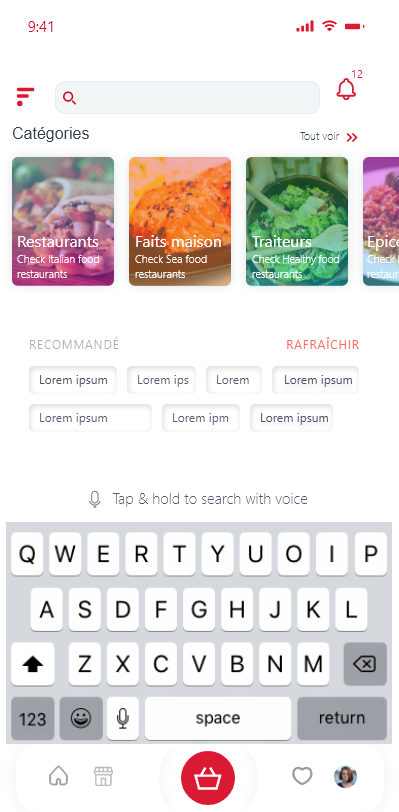 9:41
12
Catégories
Tout voir
Restaurants
Check Italian food
restaurants
Faits maison
Check Sea food
restaurants
Traiteurs
Check Healthy food
restaurants
Epice
Check
restaur
RECOMMANDÉ
RAFRAÎCHIR
Lorem ipsum
Lorem ips
Lorem
Lorem ipsum
Lorem ipsum
Lorem ipm
Lorem ipsum
Tap & hold to search with voice
Q W E R T Y U O I P
A S D F G H J K L
Z X C V B N M
123 space return